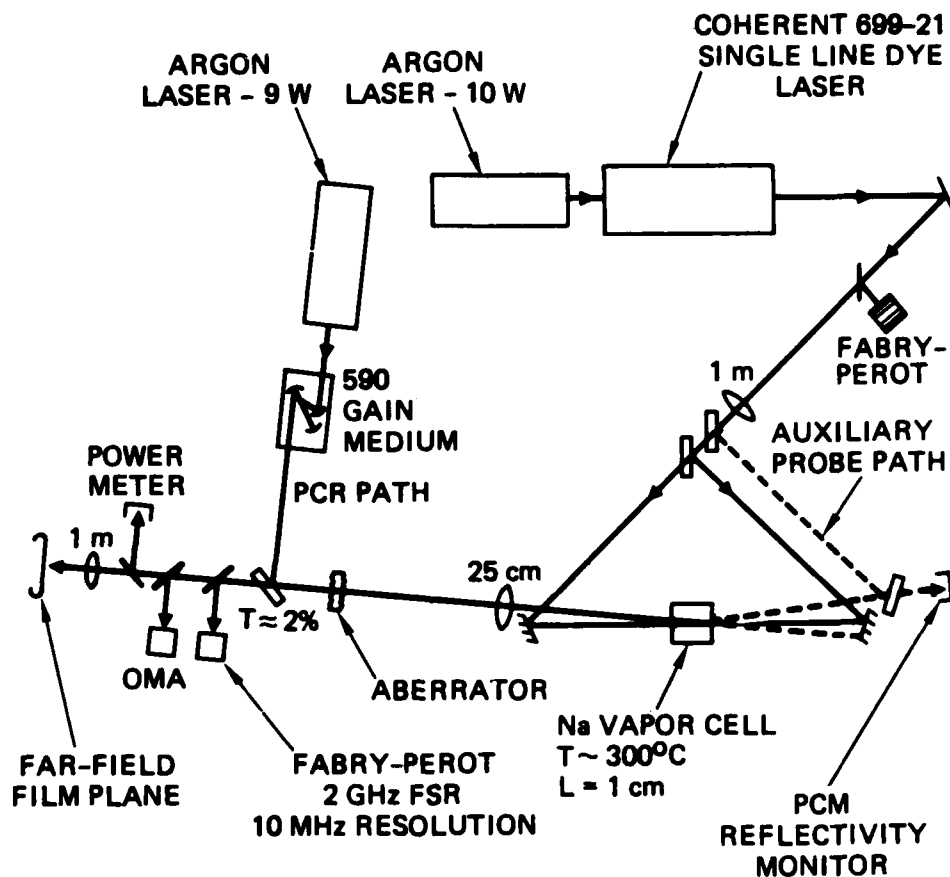 COHERENT 699-21
SINGLE LINE DYE
LASER
ARGON
LASER - 9 W
ARGON
LASER - 10 W
FABRY-
PEROT
1 m
590
GAIN
MEDIUM
AUXILIARY
PROBE PATH
POWER
METER
PCR PATH
1 m
25 cm
T ≈ 2%
OMA
ABERRATOR
Na VAPOR CELL
T ~ 300°C
L = 1 cm
FAR-FIELD
FILM PLANE
FABRY-PEROT
2 GHz FSR
10 MHz RESOLUTION
PCM
REFLECTIVITY
MONITOR